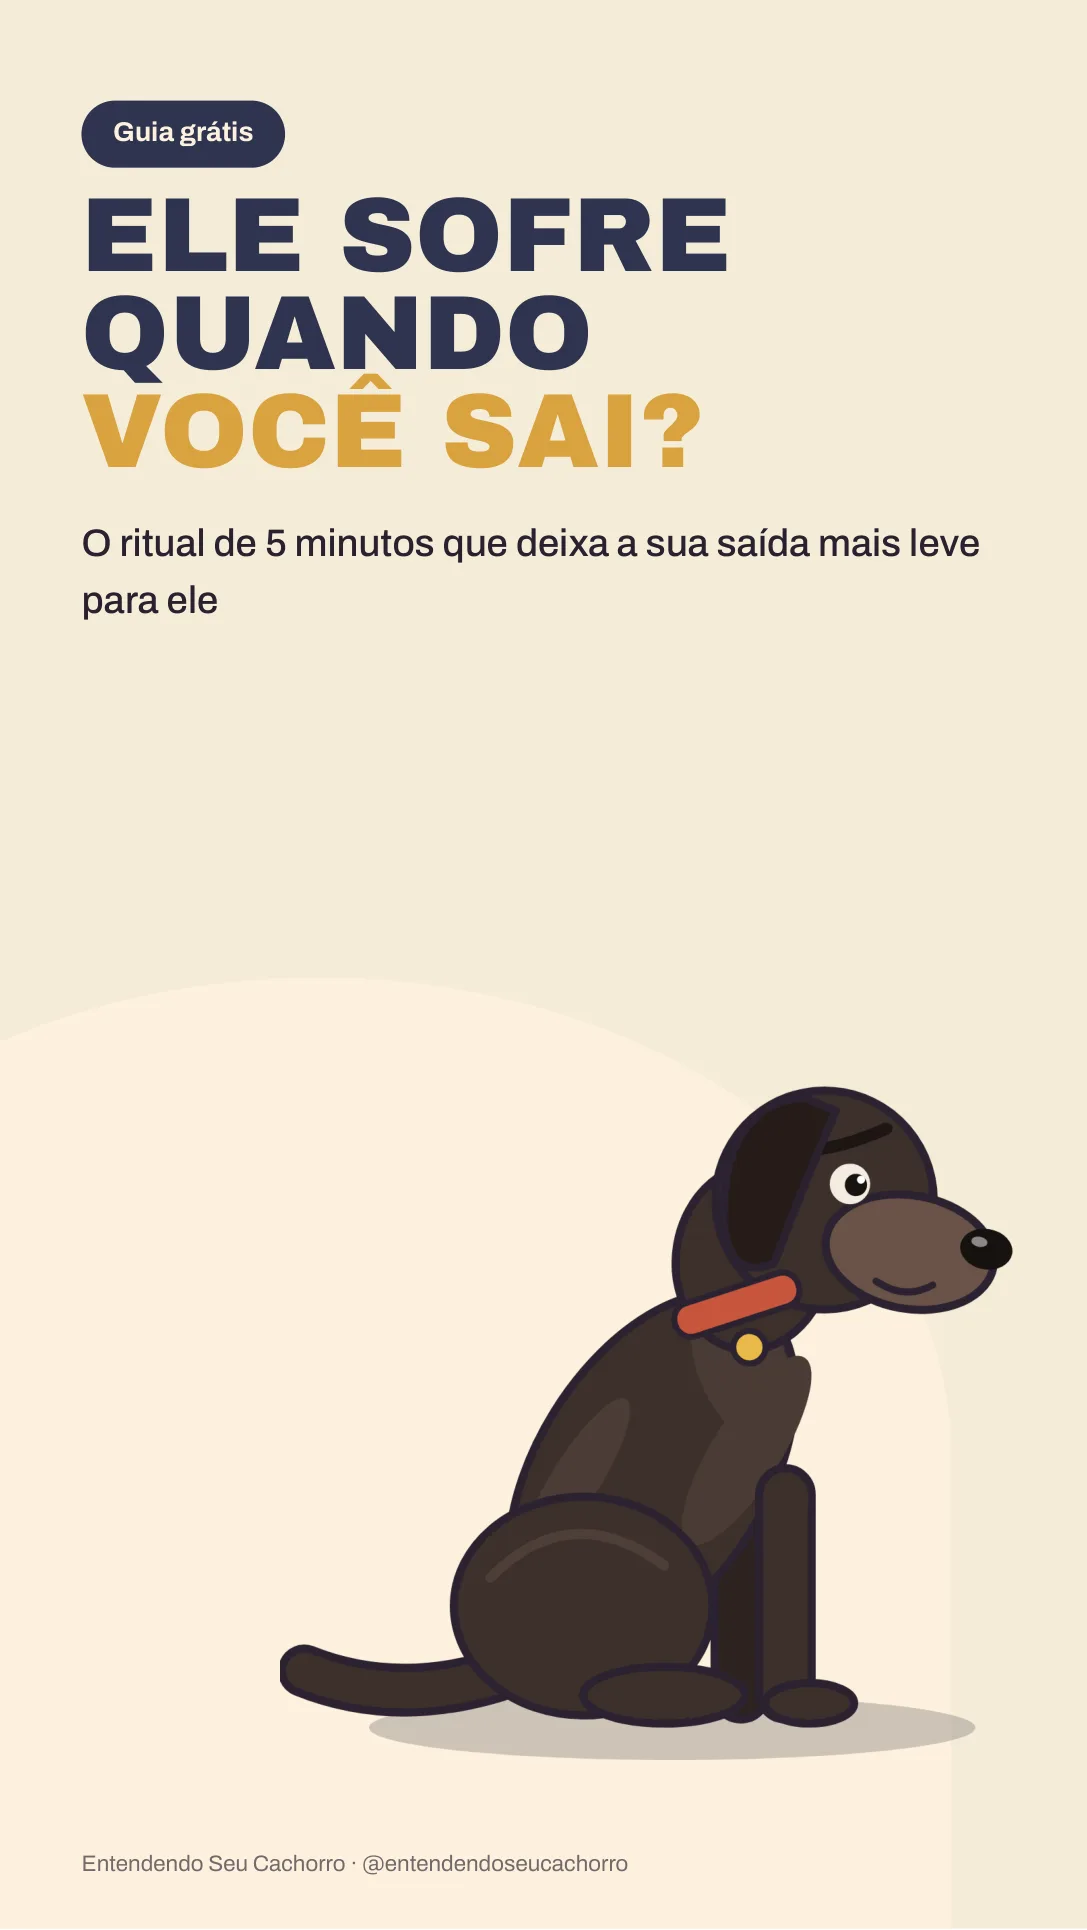 Guia grátis
ELE SOFRE
QUANDO
VOCÊ SAI?
O ritual de 5 minutos que deixa a sua saída mais leve
para ele
Entendendo Seu Cachorro · @entendendoseucachorro